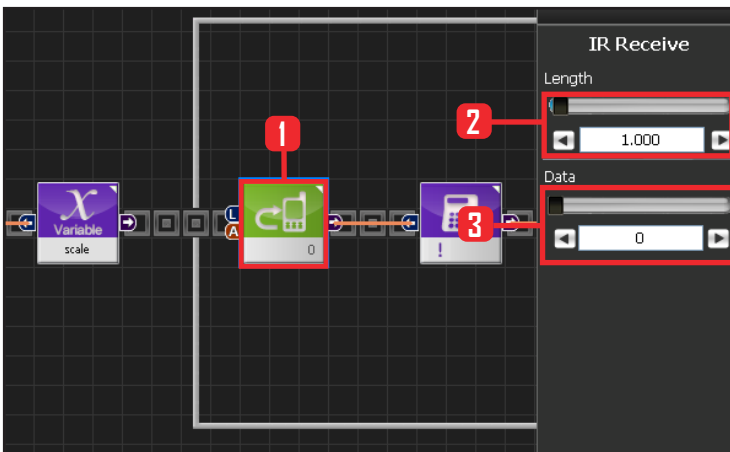 IR Receive
Length
2
1.000
1
Data
L
x
Variable
A
3
0
scale
0
!